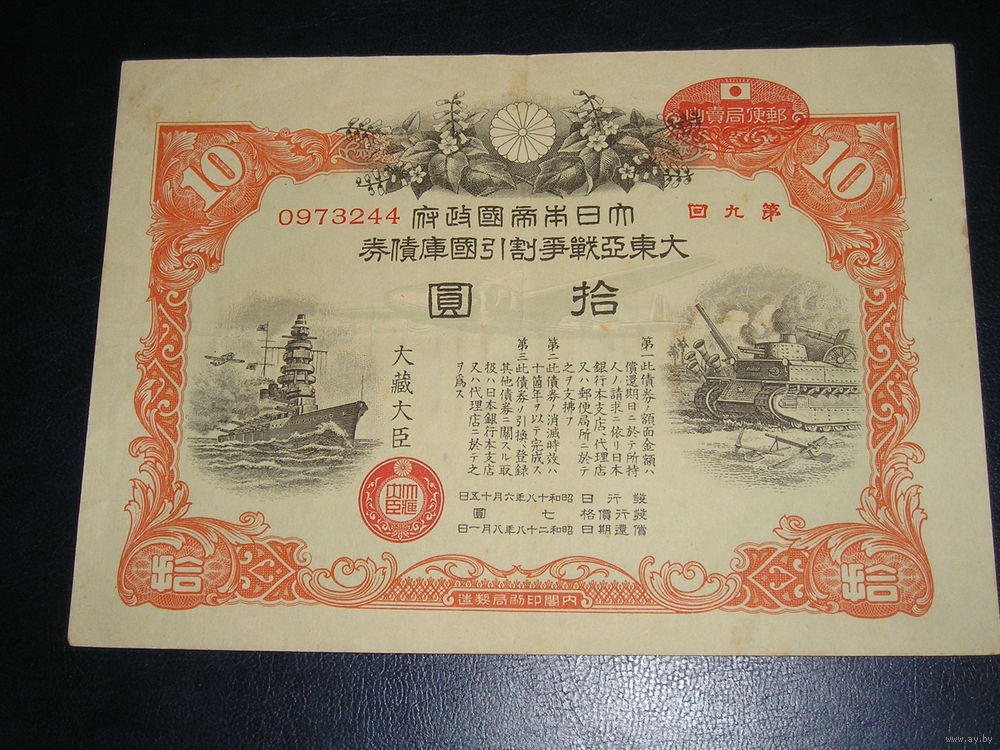 郵便局賣出
10
10
第九回
0973244
大日本帝國政府
大東亞戰爭割引國庫債券
拾圓
第一此債券ノ額面金額ハ
償還期日ニ於テ所持
人ノ請求ニ依リ日本
銀行本支店、代理店
又ハ郵便局所ニ於テ
之ヲ支拂フ
第二此債券ノ消滅時效ハ
十箇年ヲ以テ完成ス
第三此債券ノ引換、登錄
其他債券ニ關スル取
扱ハ日本銀行本支店
又ハ代理店ニ於テ之
ヲ爲ス
大藏大臣
大藏大臣
發行日 昭和十八年六月十五日
發行價格 七圓
償還期日 昭和二十八年八月一日
拾
拾
內閣印刷局製造
www.ay.by